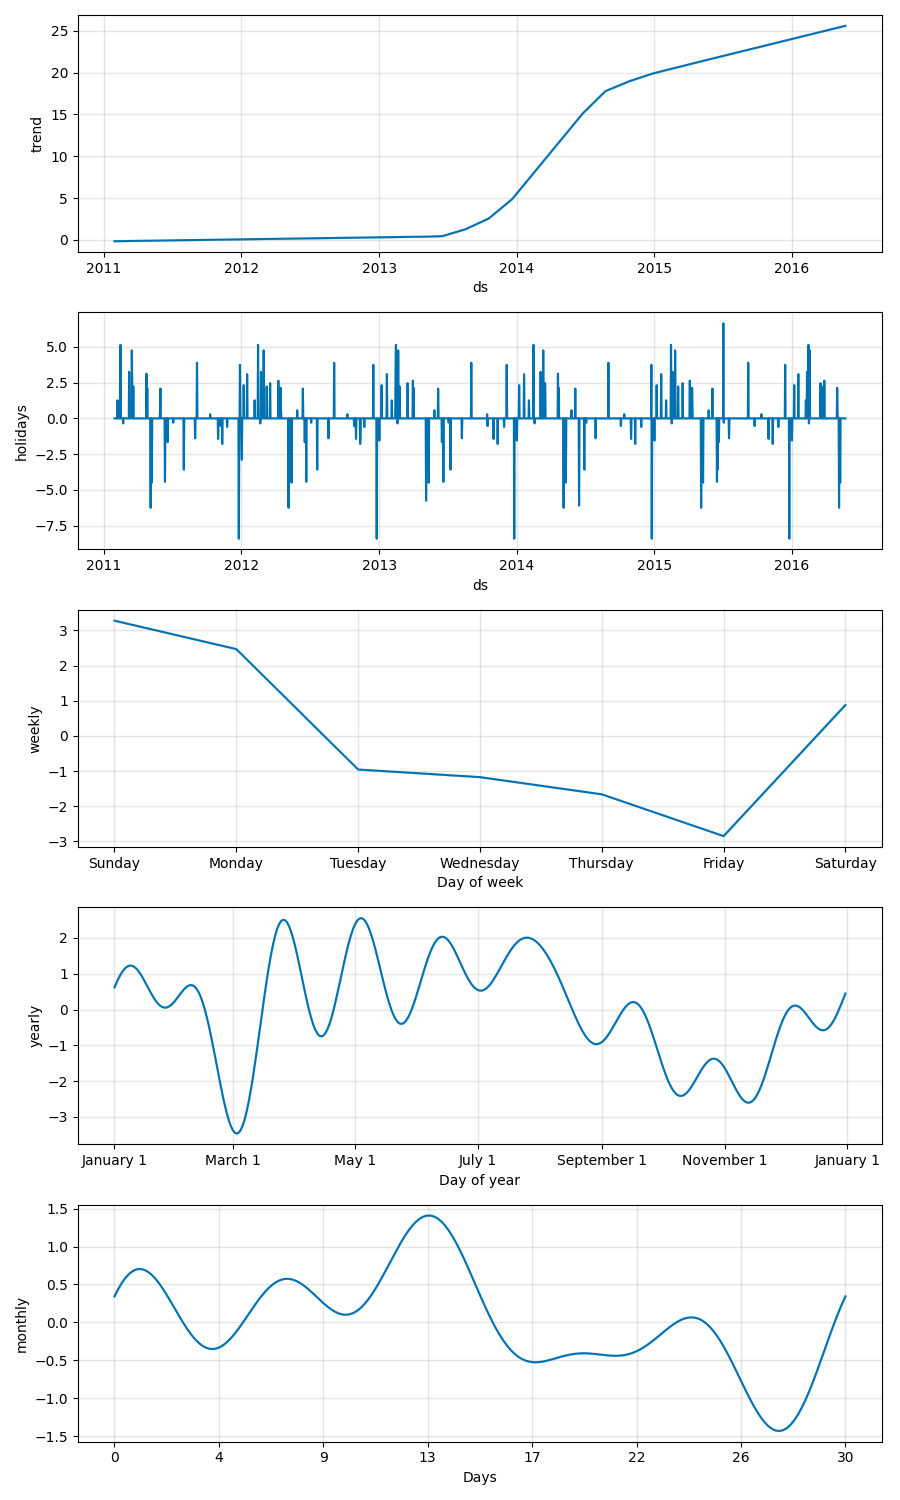 25
20
15
10
5
0
trend
2011 2012 2013 2014 2015 2016
ds
5.0
2.5
0.0
−2.5
−5.0
−7.5
holidays
2011 2012 2013 2014 2015 2016
ds
3
2
1
0
−1
−2
−3
weekly
Sunday Monday Tuesday Wednesday Thursday Friday Saturday
Day of week
2
1
0
−1
−2
−3
yearly
January 1 March 1 May 1 July 1 September 1 November 1 January 1
Day of year
1.5
1.0
0.5
0.0
−0.5
−1.0
−1.5
monthly
0 4 9 13 17 22 26 30
Days